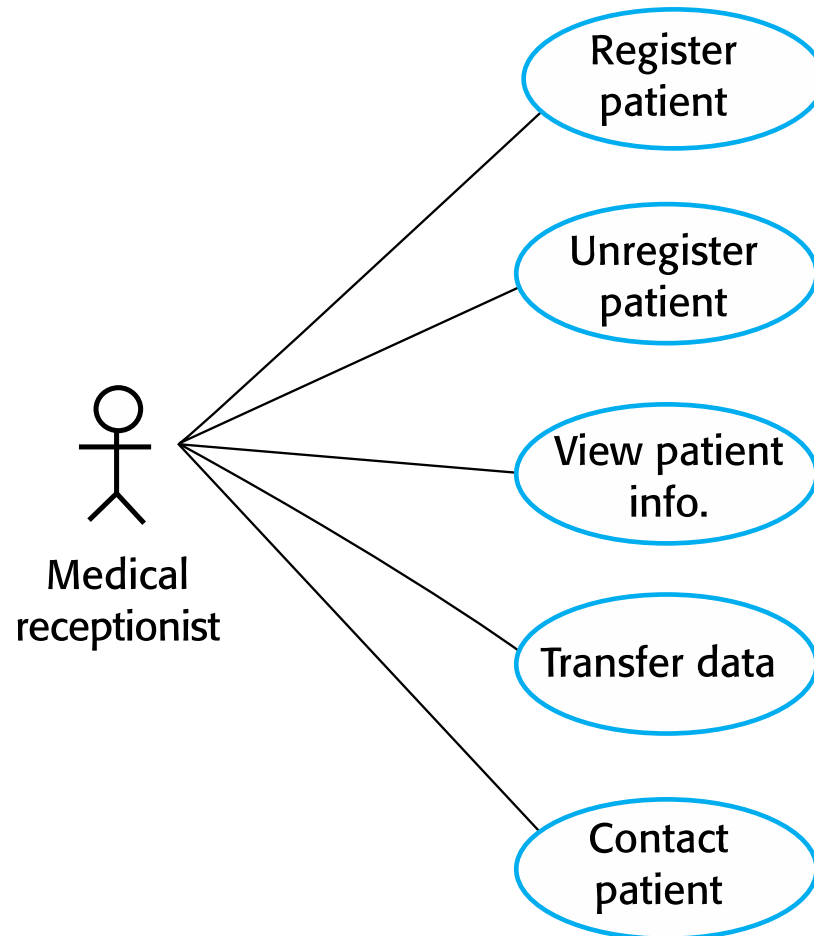 Register
patient
Unregister
patient
View patient
info.
Medical
receptionist
Transfer data
Contact
patient